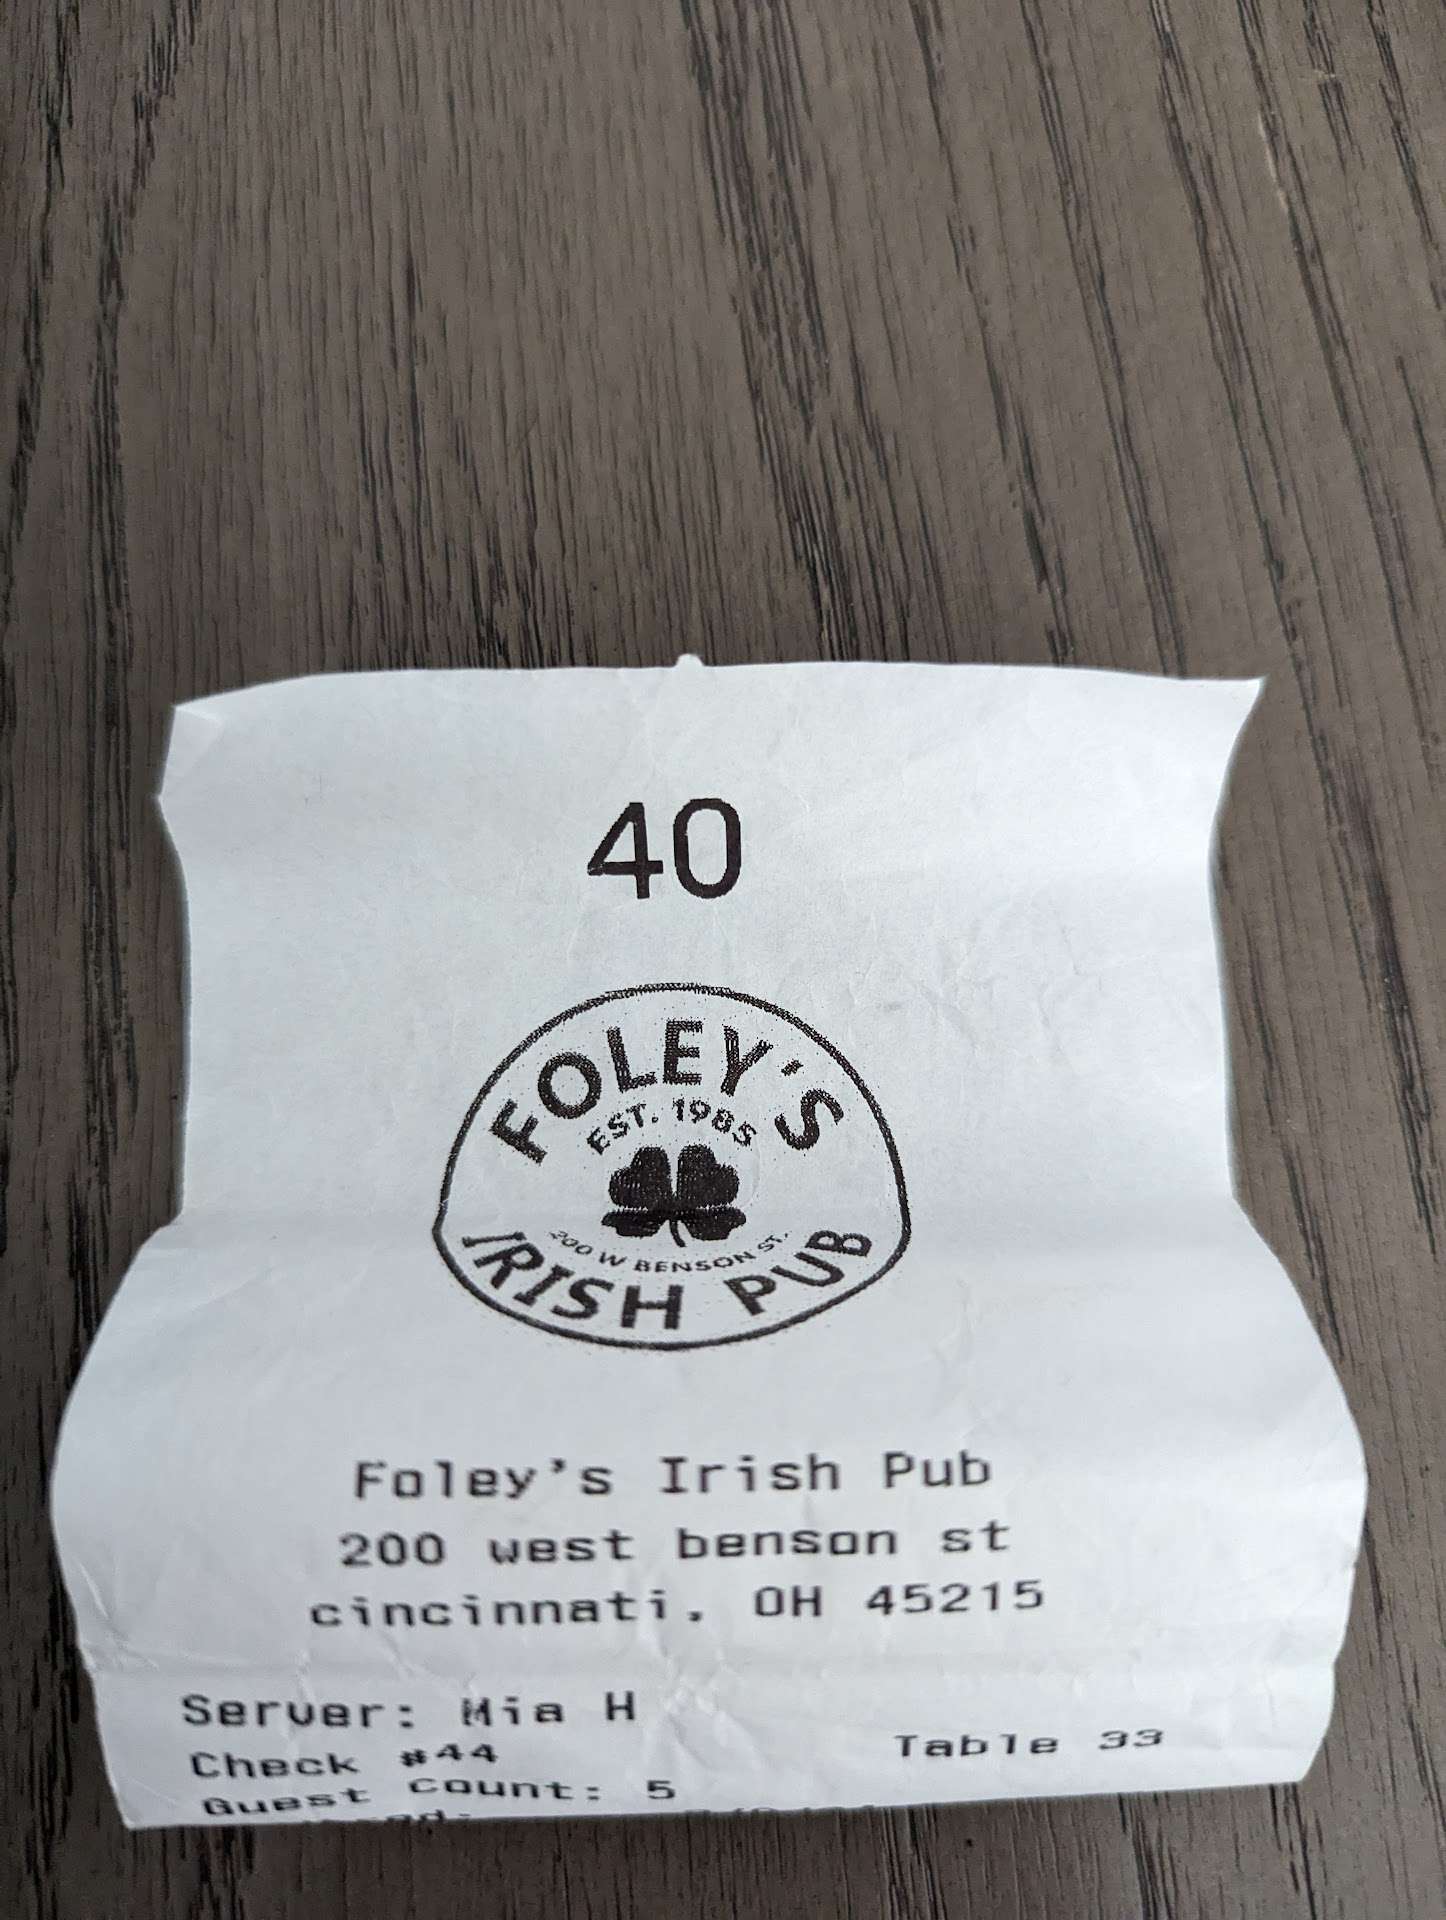 40
FOLEY'S
EST. 1985
200 W BENSON ST.
IRISH PUB
Foley's Irish Pub
200 west benson st
cincinnati, OH 45215
Server: Mia H
Check #44 Table 33
Guest Count: 5